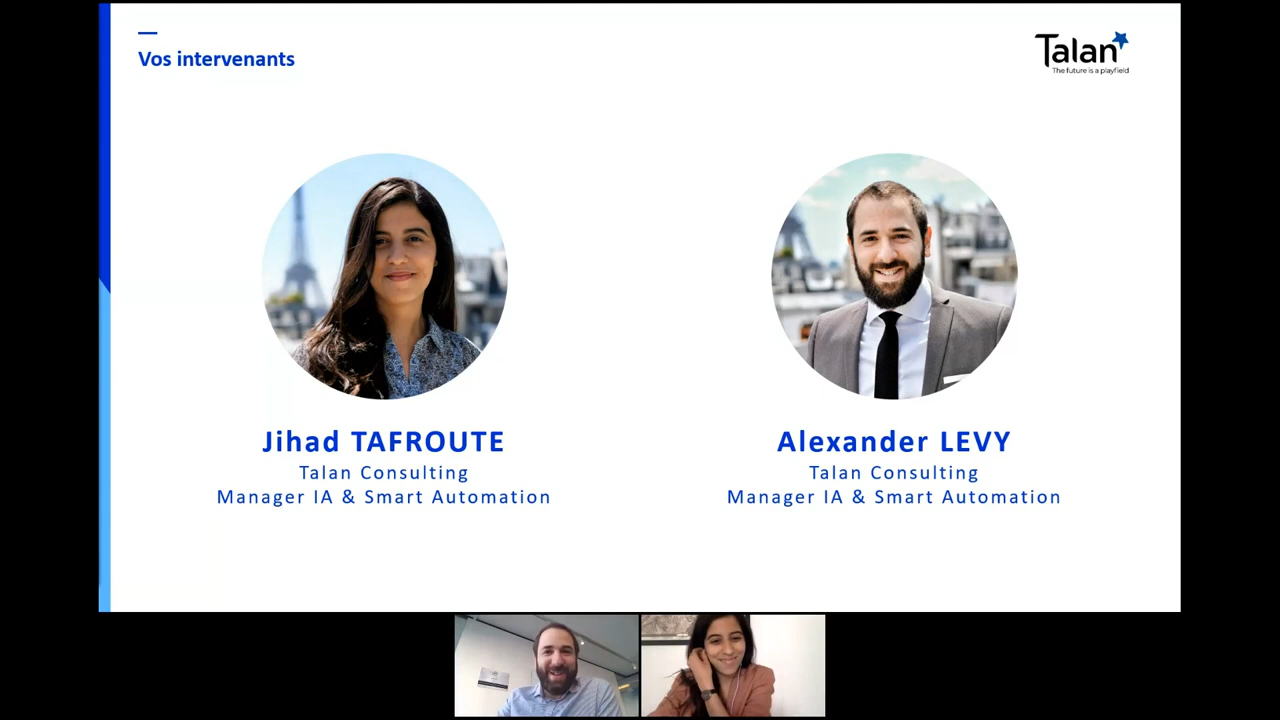 Vos intervenants
Talan
The future is a playfield
Jihad TAFROUTE
Talan Consulting
Manager IA & Smart Automation
Alexander LEVY
Talan Consulting
Manager IA & Smart Automation